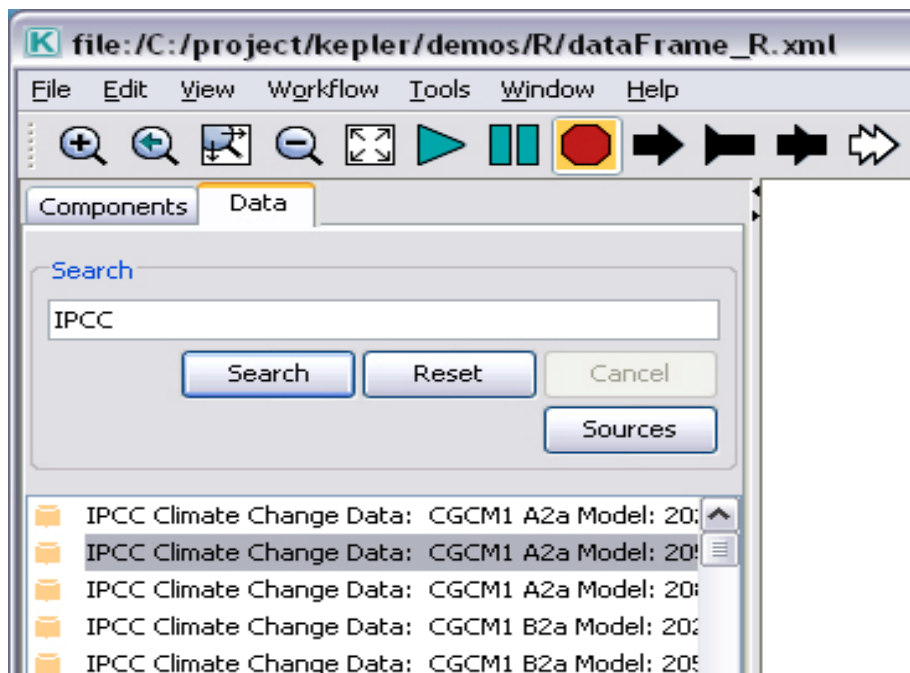 K file:/C:/project/kepler/demos/R/dataFrame_R.xml
File Edit View Workflow Tools Window Help
Components Data
Search
IPCC
Search Reset Cancel
Sources
IPCC Climate Change Data: CGCM1 A2a Model:
IPCC Climate Change Data: CGCM1 A2a Model:
IPCC Climate Change Data: CGCM1 A2a Model:
IPCC Climate Change Data: CGCM1 B2a Model:
IPCC Climate Change Data: CGCM1 B2a Model: